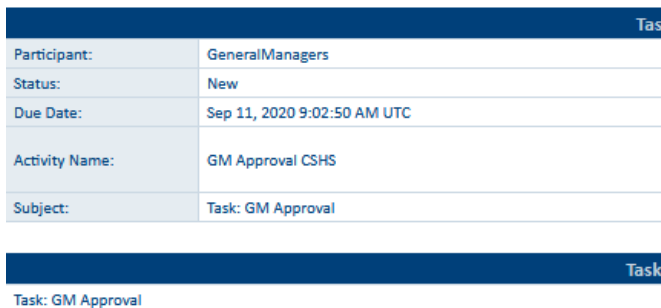 Tas
Participant: GeneralManagers
Status: New
Due Date: Sep 11, 2020 9:02:50 AM UTC
Activity Name: GM Approval CSHS
Subject: Task: GM Approval
Task
Task: GM Approval